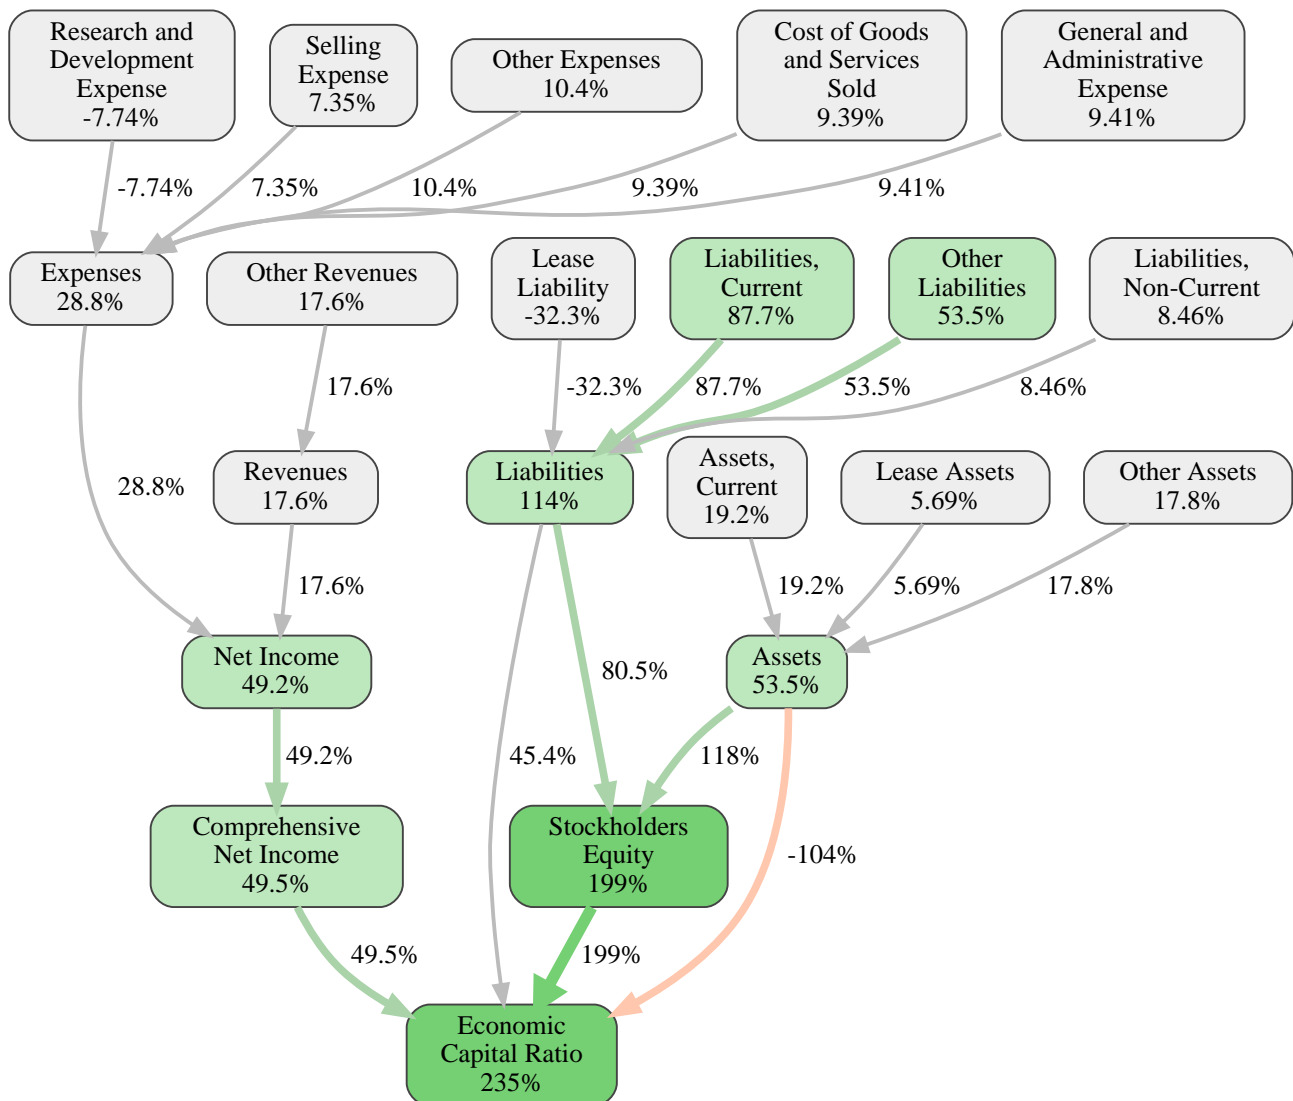 Research and
Development
Expense
-7.74%
Selling
Expense
7.35%
Other Expenses
10.4%
Cost of Goods
and Services
Sold
9.39%
General and
Administrative
Expense
9.41%
-7.74%
7.35%
10.4%
9.39%
9.41%
Expenses
28.8%
Other Revenues
17.6%
Lease
Liability
-32.3%
Liabilities,
Current
87.7%
Other
Liabilities
53.5%
Liabilities,
Non-Current
8.46%
17.6%
-32.3%
87.7%
53.5%
8.46%
28.8%
Revenues
17.6%
Liabilities
114%
Assets,
Current
19.2%
Lease Assets
5.69%
Other Assets
17.8%
17.6%
19.2%
5.69%
17.8%
Net Income
49.2%
80.5%
Assets
53.5%
49.2%
45.4%
118%
Comprehensive
Net Income
49.5%
Stockholders
Equity
199%
-104%
49.5%
199%
Economic
Capital Ratio
235%